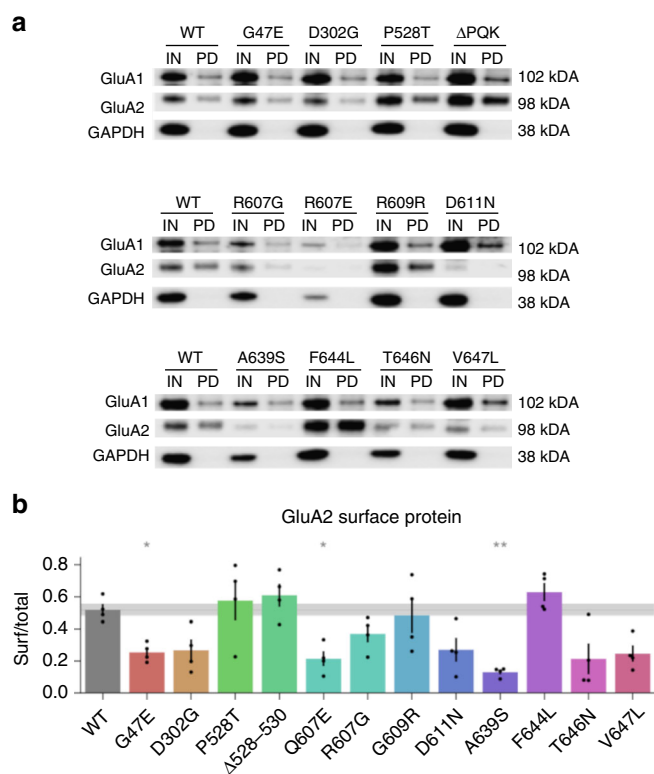 a
WT G47E D302G P528T ΔPQK
IN PD IN PD IN PD IN PD IN PD
GluA1 102 kDA
GluA2 98 kDA
GAPDH 38 kDA
WT R607G R607E R609R D611N
IN PD IN PD IN PD IN PD IN PD
GluA1 102 kDA
GluA2 98 kDA
GAPDH 38 kDA
WT A639S F644L T646N V647L
IN PD IN PD IN PD IN PD IN PD
GluA1 102 kDA
GluA2 98 kDA
GAPDH 38 kDA
b
GluA2 surface protein
* * **
Surf/total
0.8
0.6
0.4
0.2
0.0
WT G47E D302G P528T Δ528–530 Q607E R607G G609R D611N A639S F644L T646N V647L